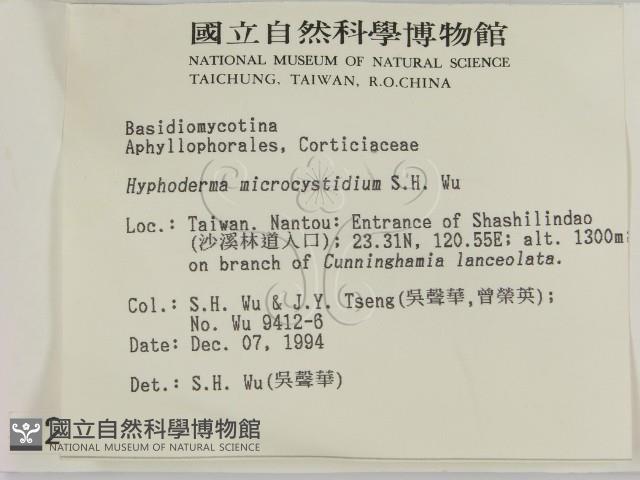 國立自然科學博物館
NATIONAL MUSEUM OF NATURAL SCIENCE
TAICHUNG, TAIWAN, R.O.CHINA
Basidiomycotina
Aphyllophorales, Corticiaceae
Hyphoderma microcystidium S.H. Wu
Loc.: Taiwan. Nantou: Entrance of Shashilindao
(沙溪林道入口); 23.31N, 120.55E; alt. 1300m;
on branch of Cunninghamia lanceolata.
Col.: S.H. Wu & J.Y. Tseng(吳聲華,曾榮英);
No. Wu 9412-6
Date: Dec. 07, 1994
Det.: S.H. Wu(吳聲華)
2
國立自然科學博物館
NATIONAL MUSEUM OF NATURAL SCIENCE